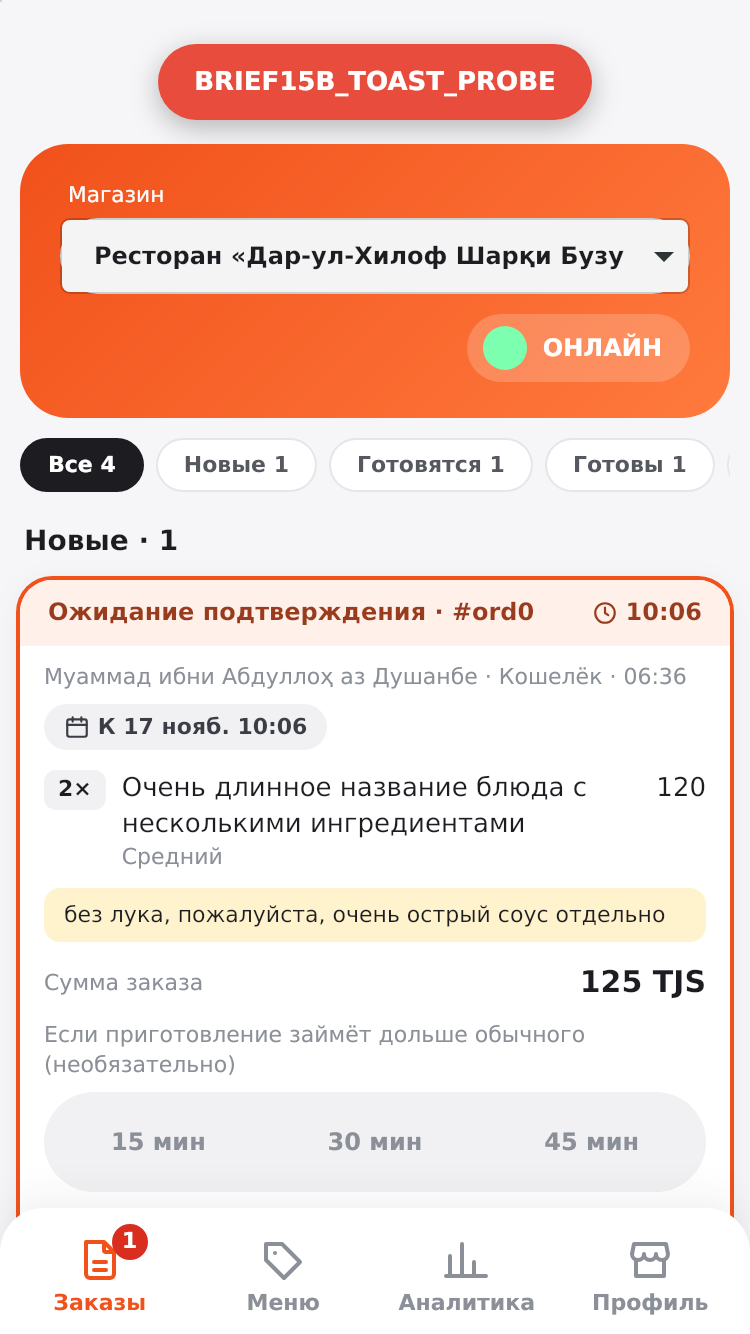 BRIEF15B_TOAST_PROBE
Магазин
Ресторан «Дар-ул-Хилоф Шарқи Бузу
ОНЛАЙН
Все 4
Новые 1
Готовятся 1
Готовы 1
Новые · 1
Ожидание подтверждения · #ord0
10:06
Муаммад ибни Абдуллоҳ аз Душанбе · Кошелёк · 06:36
К 17 нояб. 10:06
2×
Очень длинное название блюда с
120
несколькими ингредиентами
Средний
без лука, пожалуйста, очень острый соус отдельно
Сумма заказа
125 TJS
Если приготовление займёт дольше обычного
(необязательно)
15 мин
30 мин
45 мин
1
Заказы
Меню
Аналитика
Профиль